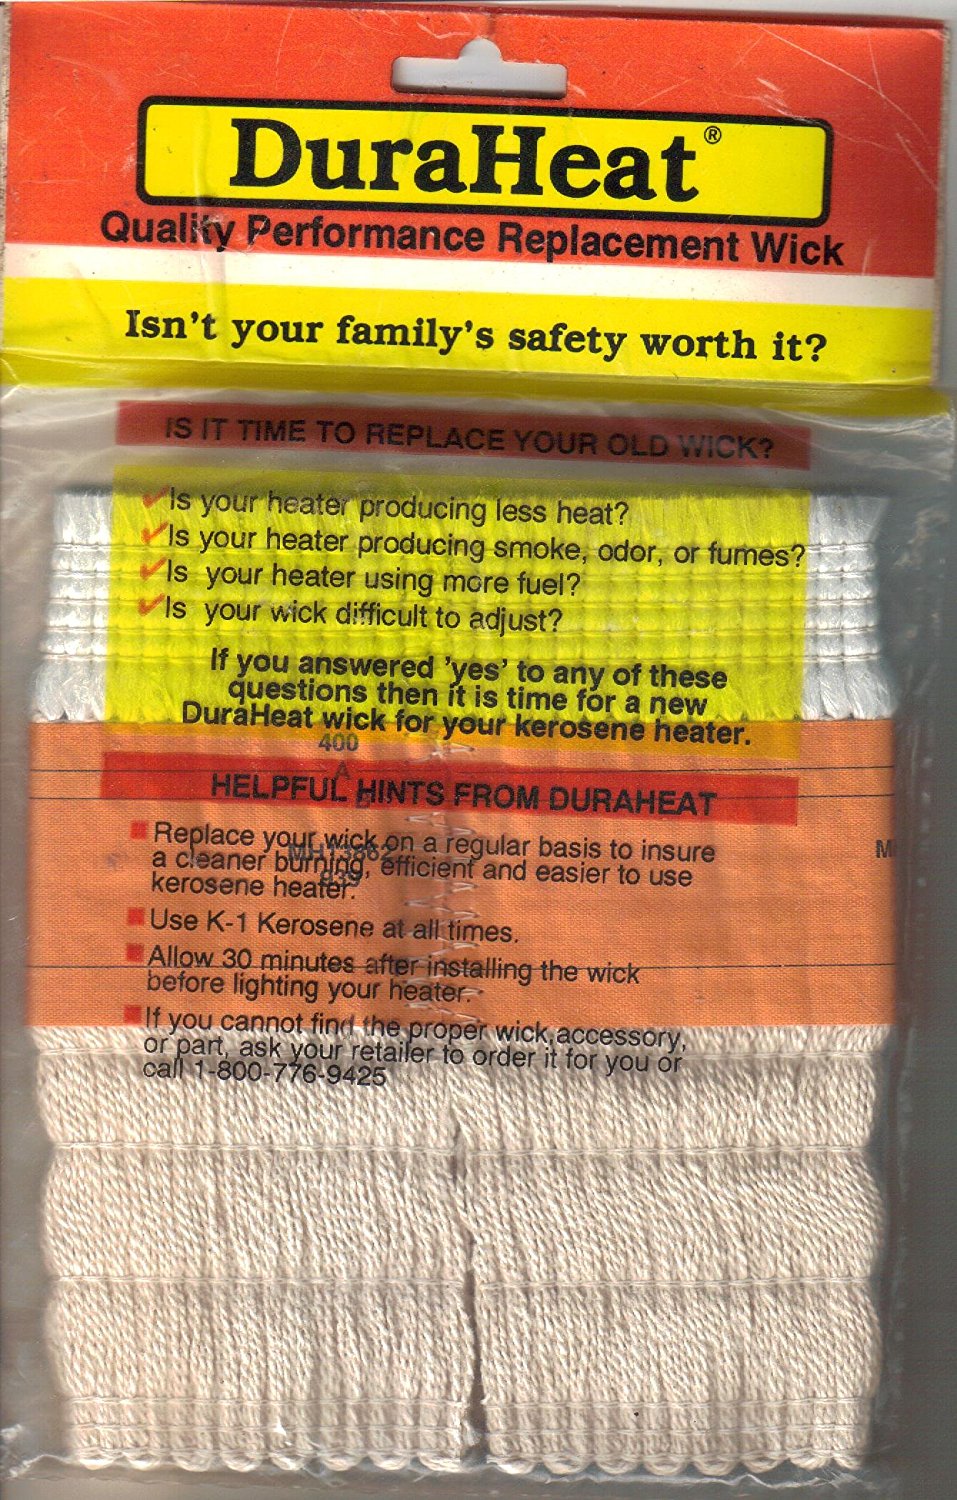 DuraHeat®
Quality Performance Replacement Wick
Isn't your family's safety worth it?
IS IT TIME TO REPLACE YOUR OLD WICK?
Is your heater producing less heat?
Is your heater producing smoke, odor, or fumes?
Is your heater using more fuel?
Is your wick difficult to adjust?
If you answered 'yes' to any of these
questions then it is time for a new
DuraHeat wick for your kerosene heater.
400
A
HELPFUL HINTS FROM DURAHEAT
Replace your wick on a regular basis to insure
a cleaner burning, efficient and easier to use
kerosene heater.
Use K-1 Kerosene at all times.
Allow 30 minutes after installing the wick
before lighting your heater.
If you cannot find the proper wick,accessory,
or part, ask your retailer to order it for you or
call 1-800-776-9425